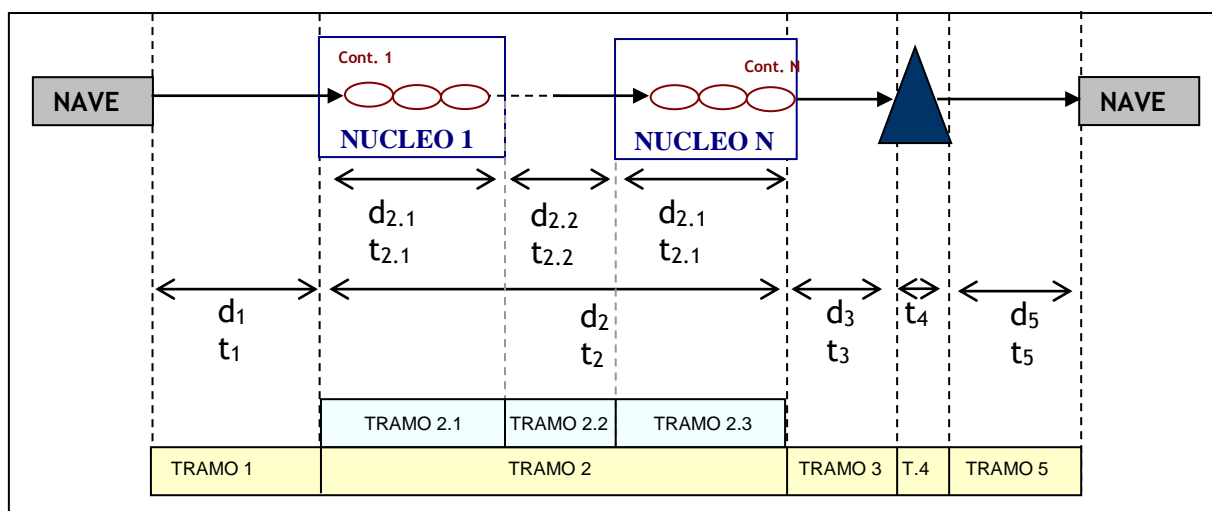 Cont. 1
Cont. N
NAVE
NAVE
NUCLEO 1
NUCLEO N
d2.1
d2.2
d2.1
t2.1
t2.2
t2.1
d1
d2
d3
t4
d5
t1
t2
t3
t5
TRAMO 2.1
TRAMO 2.2
TRAMO 2.3
TRAMO 1
TRAMO 2
TRAMO 3
T.4
TRAMO 5